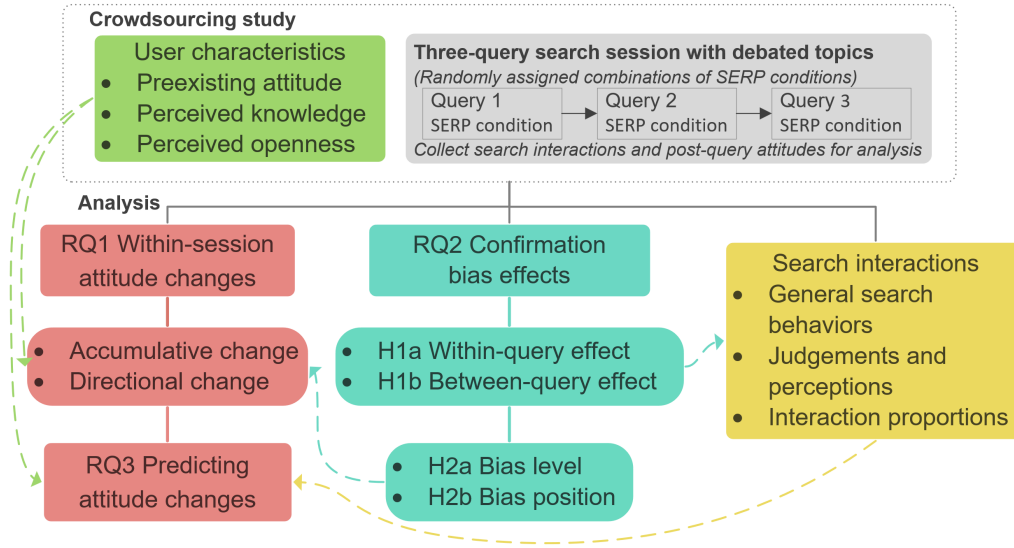 Crowdsourcing study
User characteristics
• Preexisting attitude
• Perceived knowledge
• Perceived openness
Three-query search session with debated topics
(Randomly assigned combinations of SERP conditions)
Query 1
SERP condition
Query 2
SERP condition
Query 3
SERP condition
Collect search interactions and post-query attitudes for analysis
Analysis
RQ1 Within-session
attitude changes
• Accumulative change
• Directional change
RQ3 Predicting
attitude changes
RQ2 Confirmation
bias effects
• H1a Within-query effect
• H1b Between-query effect
• H2a Bias level
• H2b Bias position
Search interactions
• General search
behaviors
• Judgements and
perceptions
• Interaction proportions